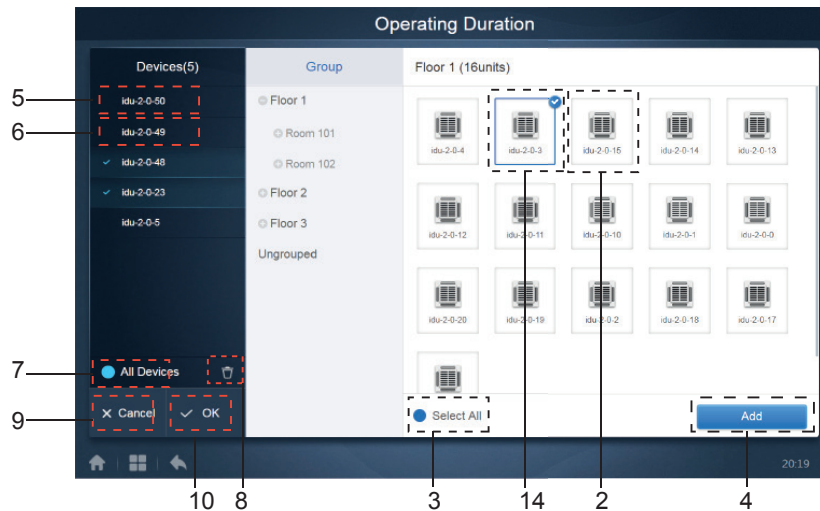 Operating Duration
Devices(5)
Group
Floor 1 (16units)
5
idu-2-0-50
6
idu-2-0-49
idu-2-0-48
idu-2-0-23
idu-2-0-5
Floor 1
Room 101
Room 102
Floor 2
Floor 3
Ungrouped
idu-2-0-4 idu-2-0-3 idu-2-0-15 idu-2-0-14 idu-2-0-13
idu-2-0-12 idu-2-0-11 idu-2-0-10 idu-2-0-1 idu-2-0-0
idu-2-0-20 idu-2-0-19 idu-2-0-2 idu-2-0-18 idu-2-0-17
7
All Devices
9
Cancel
OK
Select All
Add
20:19
10 8 3 14 2 4